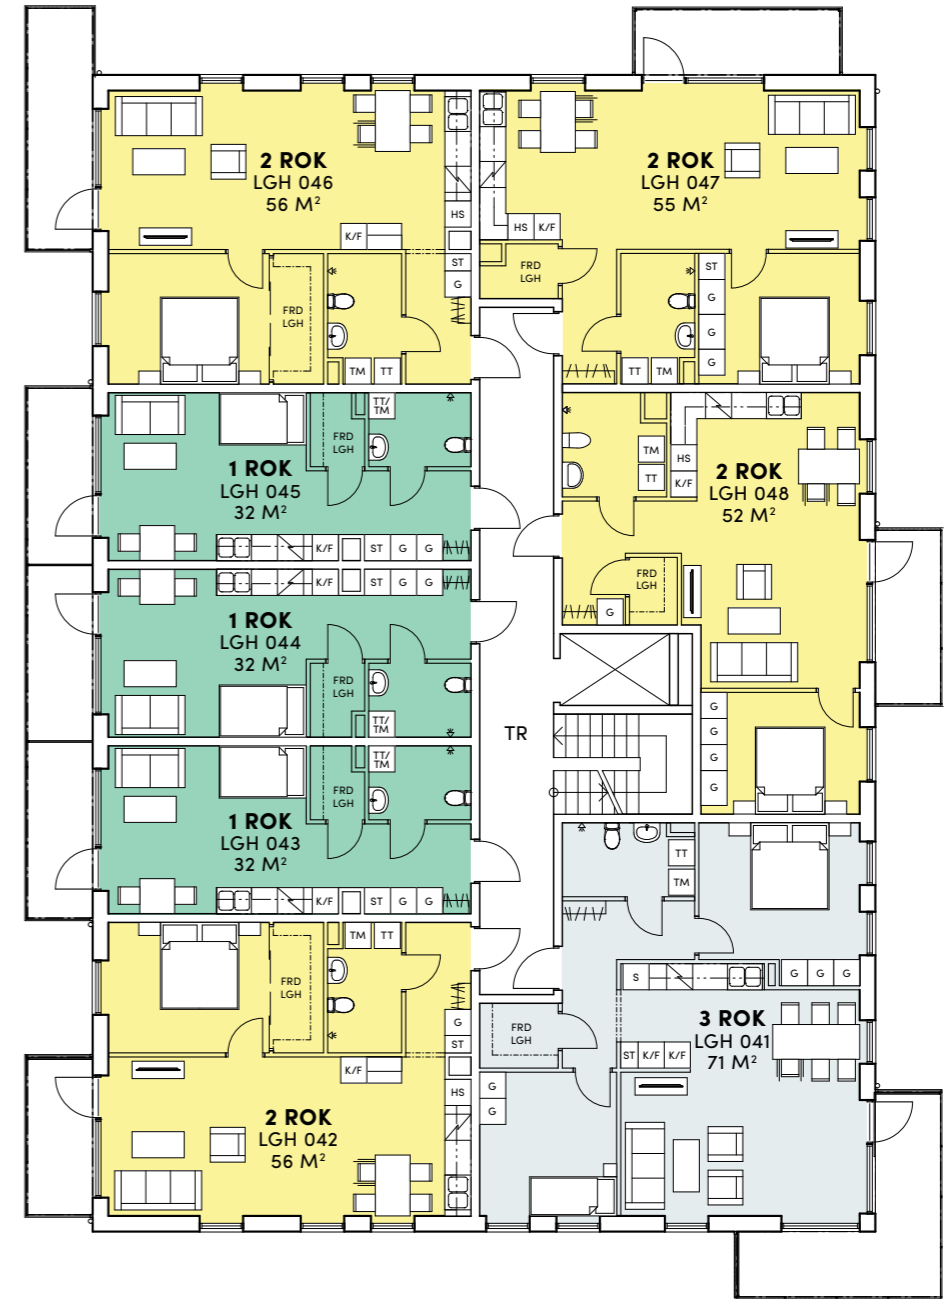 2 ROK
LGH 046
56 M²
HS
K/F
ST
G
FRD
LGH
TM
TT
2 ROK
LGH 047
55 M²
HS
K/F
FRD
LGH
ST
G
G
G
TT
TM
TT/
TM
FRD
LGH
1 ROK
LGH 045
32 M²
K/F
ST
G
G
TM
TT
HS
K/F
2 ROK
LGH 048
52 M²
FRD
LGH
G
G
G
G
G
K/F
ST
G
G
1 ROK
LGH 044
32 M²
FRD
LGH
TT/
TM
TR
TT/
TM
FRD
LGH
1 ROK
LGH 043
32 M²
K/F
ST
G
G
TM
TT
FRD
LGH
G
ST
K/F
HS
2 ROK
LGH 042
56 M²
TT
TM
S
G
G
G
3 ROK
LGH 041
71 M²
FRD
LGH
ST
K/F
K/F
G
G